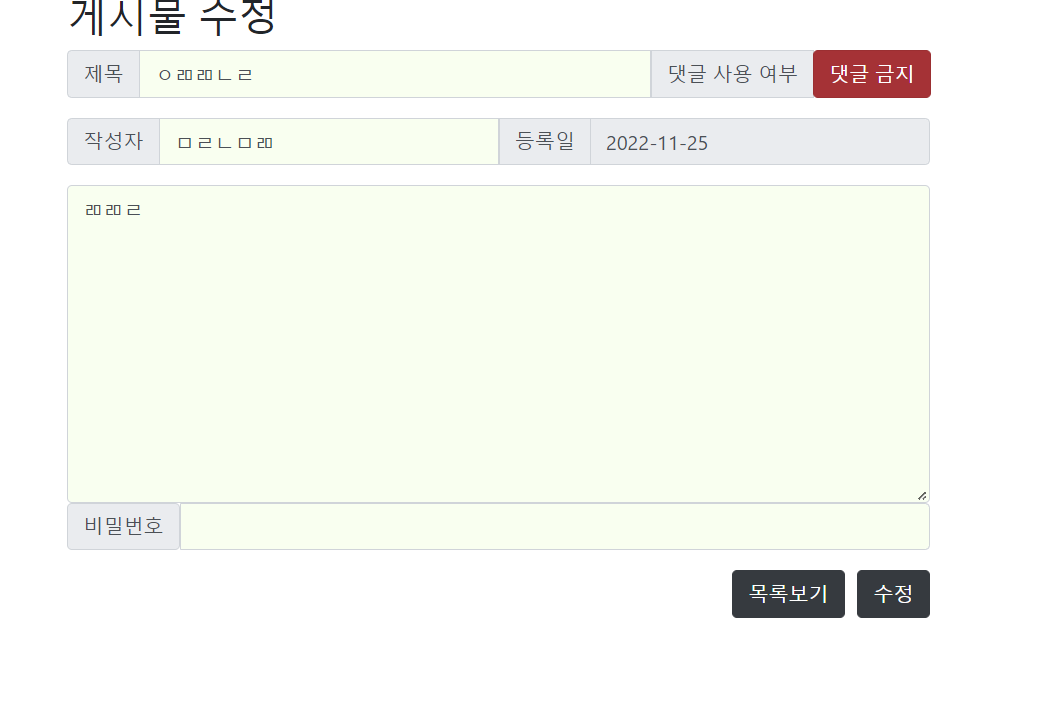 게시물 수정
제목 ㅇㄻㄻㄴㄹ 댓글 사용 여부 댓글 금지
작성자 ㅁㄹㄴㅁㄻ 등록일 2022-11-25
ㄻㄻㄹ
비밀번호
목록보기 수정